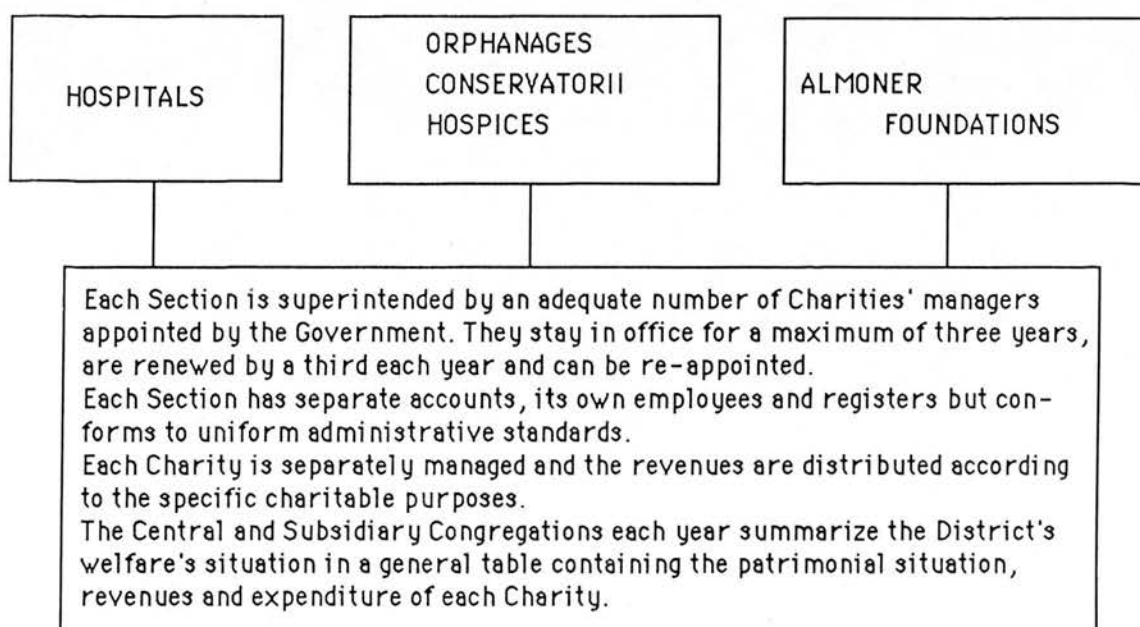 HOSPITALS
ORPHANAGES
CONSERVATORII
HOSPICES
ALMONER
FOUNDATIONS
Each Section is superintended by an adequate number of Charities' managers
appointed by the Government. They stay in office for a maximum of three years,
are renewed by a third each year and can be re-appointed.
Each Section has separate accounts, its own employees and registers but con-
forms to uniform administrative standards.
Each Charity is separately managed and the revenues are distributed according
to the specific charitable purposes.
The Central and Subsidiary Congregations each year summarize the District's
welfare's situation in a general table containing the patrimonial situation,
revenues and expenditure of each Charity.